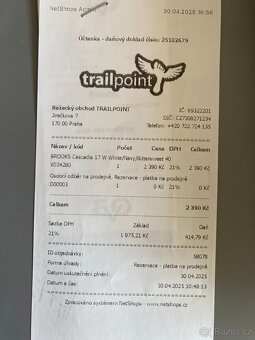 NetShops Agent 30.04.2025 16:56
Účtenka - daňový doklad číslo: 25102679
trailpoint
Běžecký obchod TRAILPOINT IČ: 69322201
Jirečkova 7 DIČ: CZ7308271234
170 00 Praha Telefon: +420 722 724 135
Název / kód Počet Cena DPH Celkem
BROOKS Cascadia 17 W White/Navy/Bittersweet 40
V024280 1 2 390 Kč 21% 2 390 Kč
Osobní odběr na prodejně. Rezervace - platba na prodejně
D00003 1 0 Kč 21% 0 Kč
Celkem 2 390 Kč
Sazba DPH Základ Daň
21% 1 975,21 Kč 414,79 Kč
ID objednávky: 58078
Forma úhrady: Rezervace - platba na prodejně
Datum uskutečnění plnění: 30.04.2025
Datum a čas: 30.04.2025 10:48:13
Zpracováno systémem NetShops - www.netshops.cz
bazos.cz